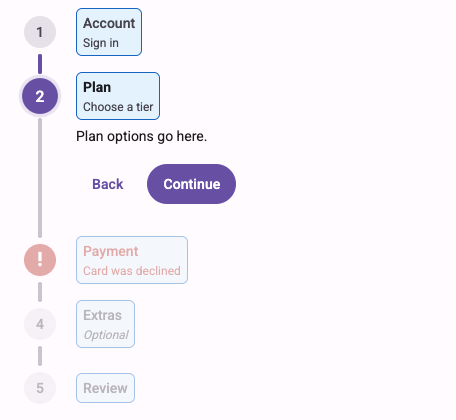 1
Account
Sign in
2
Plan
Choose a tier
Plan options go here.
Back
Continue
!
Payment
Card was declined
4
Extras
Optional
5
Review